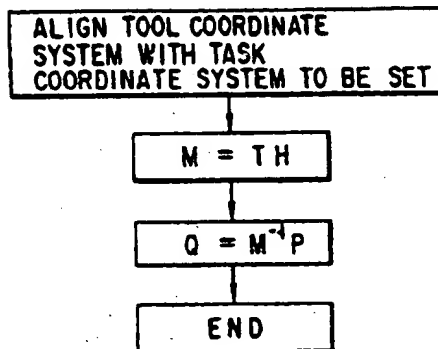 ALIGN TOOL COORDINATE
SYSTEM WITH TASK
COORDINATE SYSTEM TO BE SET
M = TH
Q = M⁻¹P
END